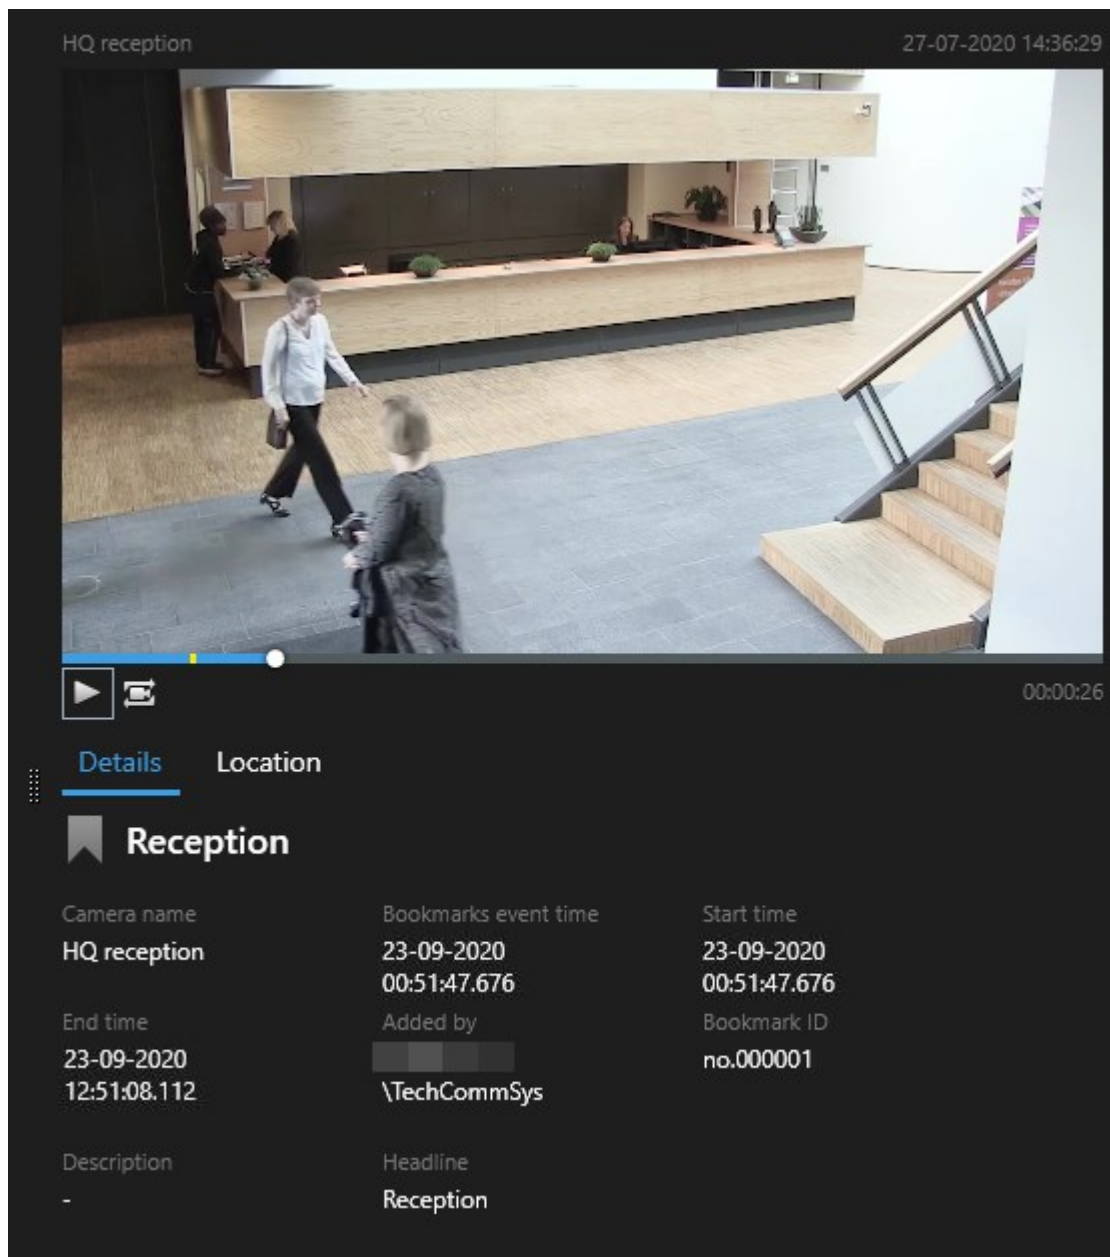 HQ reception
27-07-2020 14:36:29
00:00:26
Details
Location
Reception
Camera name
Bookmarks event time
Start time
HQ reception
23-09-2020
00:51:47.676
23-09-2020
00:51:47.676
End time
Added by
Bookmark ID
23-09-2020
12:51:08.112
\TechCommSys
no.000001
Description
Headline
-
Reception